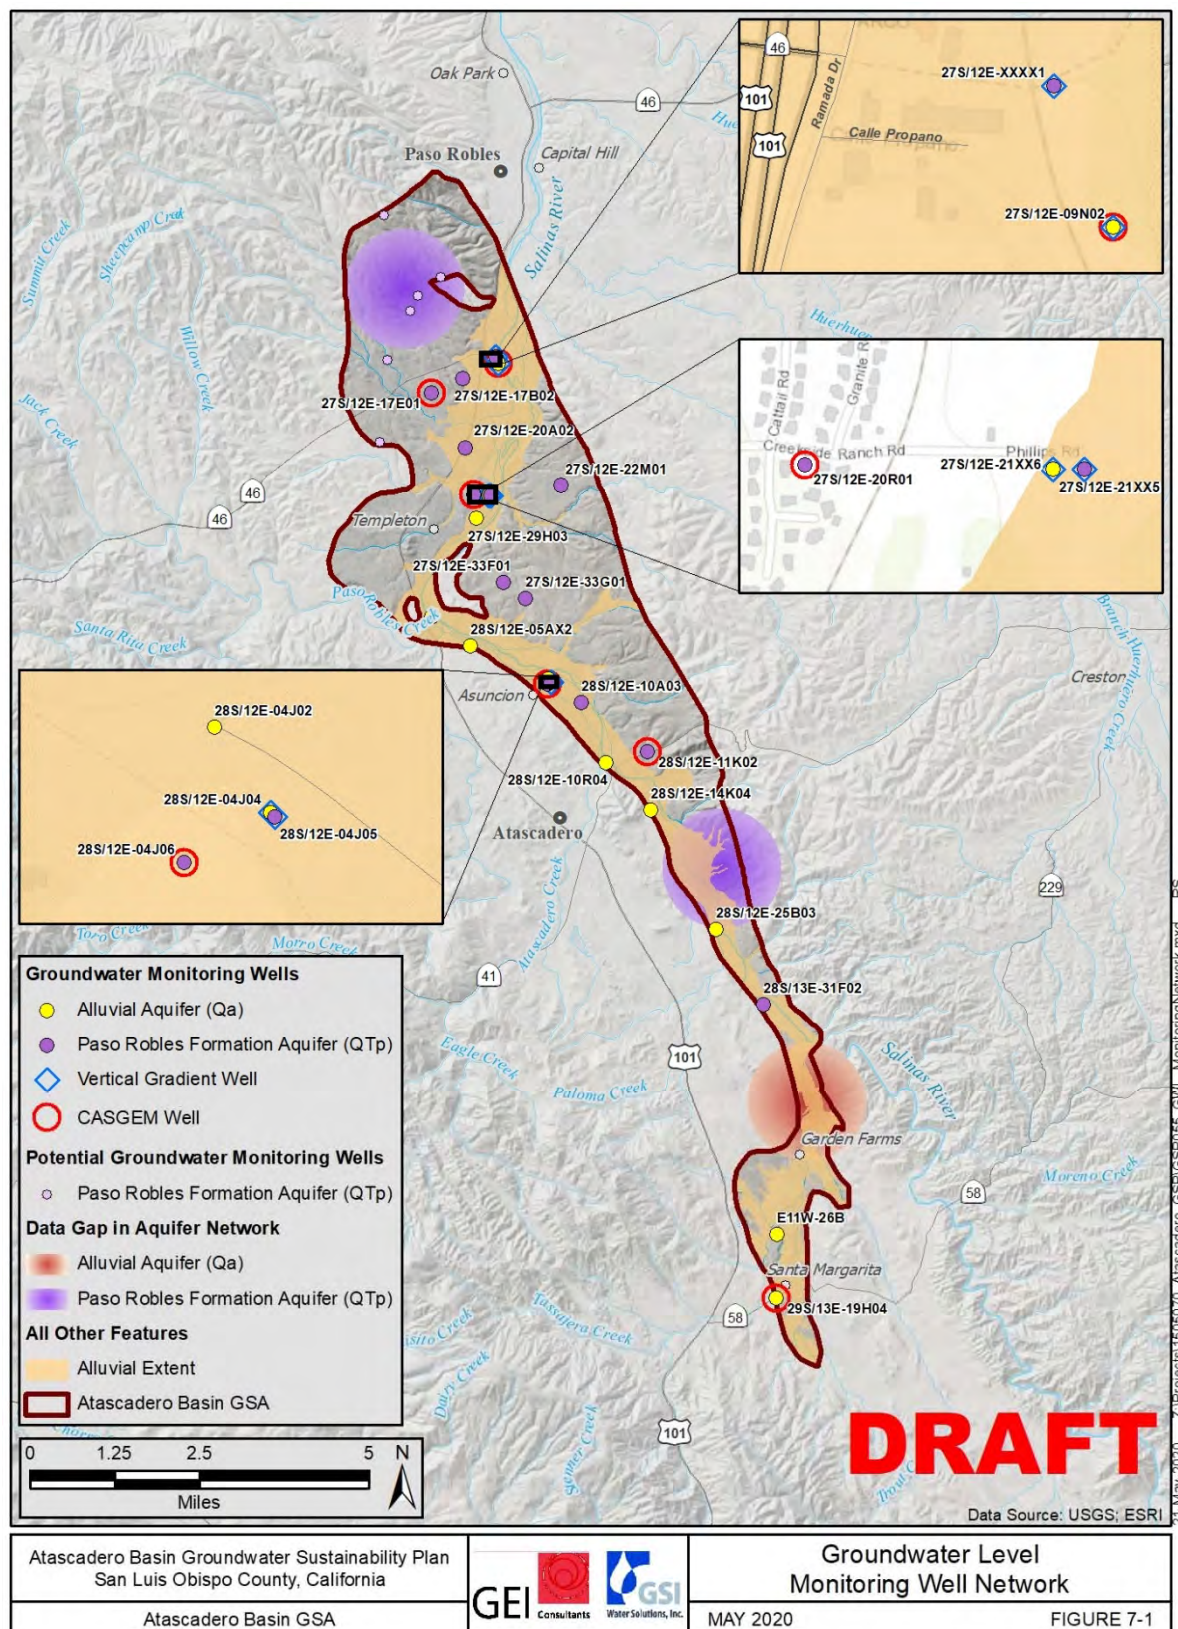 Oak Park
46
Paso Robles
Capital Hill
Salinas River
Summit Creek
Sheepcamp Creek
Willow Creek
Jack Creek
46
46
27S/12E-17E01
27S/12E-17B02
27S/12E-20A02
27S/12E-22M01
Templeton
27S/12E-29H03
27S/12E-33F01
27S/12E-33G01
Paso Robles Creek
Santa Rita Creek
28S/12E-05AX2
Asuncion
28S/12E-10A03
28S/12E-11K02
28S/12E-10R04
28S/12E-14K04
Atascadero
28S/12E-25B03
28S/13E-31F02
Creston
Branch Huerhuero Creek
229
Toro Creek
Morro Creek
Atascadero Creek
41
Eagle Creek
101
Paloma Creek
Salinas River
Garden Farms
Moreno Creek
58
E11W-26B
Santa Margarita
29S/13E-19H04
58
Tassajera Creek
Dairy Creek
101
46
101
101
Ramada Dr
Calle Propano
27S/12E-XXXX1
27S/12E-09N02
Cattail Rd
Granite R
Creekside Ranch Rd
Phillips Rd
27S/12E-20R01
27S/12E-21XX6
27S/12E-21XX5
28S/12E-04J02
28S/12E-04J04
28S/12E-04J05
28S/12E-04J06
Groundwater Monitoring Wells
Alluvial Aquifer (Qa)
Paso Robles Formation Aquifer (QTp)
Vertical Gradient Well
CASGEM Well
Potential Groundwater Monitoring Wells
Paso Robles Formation Aquifer (QTp)
Data Gap in Aquifer Network
Alluvial Aquifer (Qa)
Paso Robles Formation Aquifer (QTp)
All Other Features
Alluvial Extent
Atascadero Basin GSA
0 1.25 2.5 5 N
Miles
DRAFT
Data Source: USGS; ESRI
Atascadero Basin Groundwater Sustainability Plan
San Luis Obispo County, California
Atascadero Basin GSA
GEI Consultants
GSI
Water Solutions, Inc.
Groundwater Level
Monitoring Well Network
MAY 2020 FIGURE 7-1